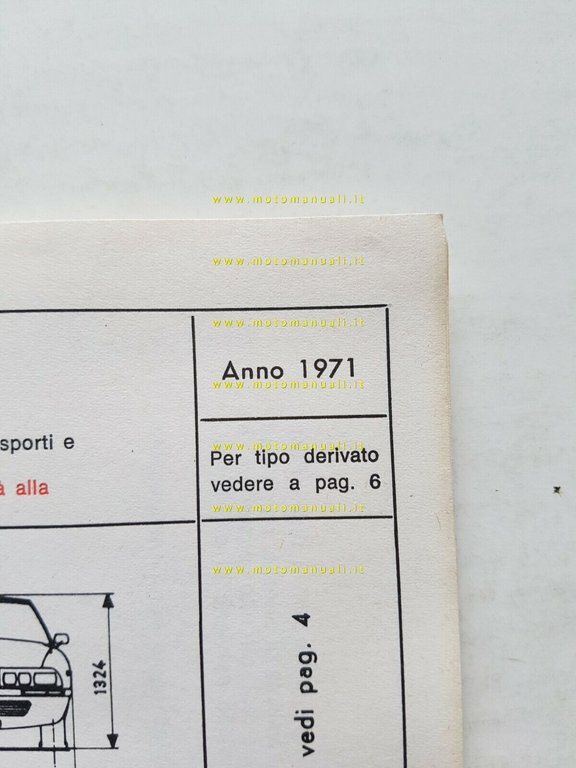 www.motomanuali.it
www.motomanuali.it
www.motomanuali.it
Anno 1971
www.motomanuali.it
sporti e
www.motomanuali.it
Per tipo derivato
vedere a pag. 6
à alla
www.motomanuali.it
www.motomanuali.it
vedi pag. 4
1324